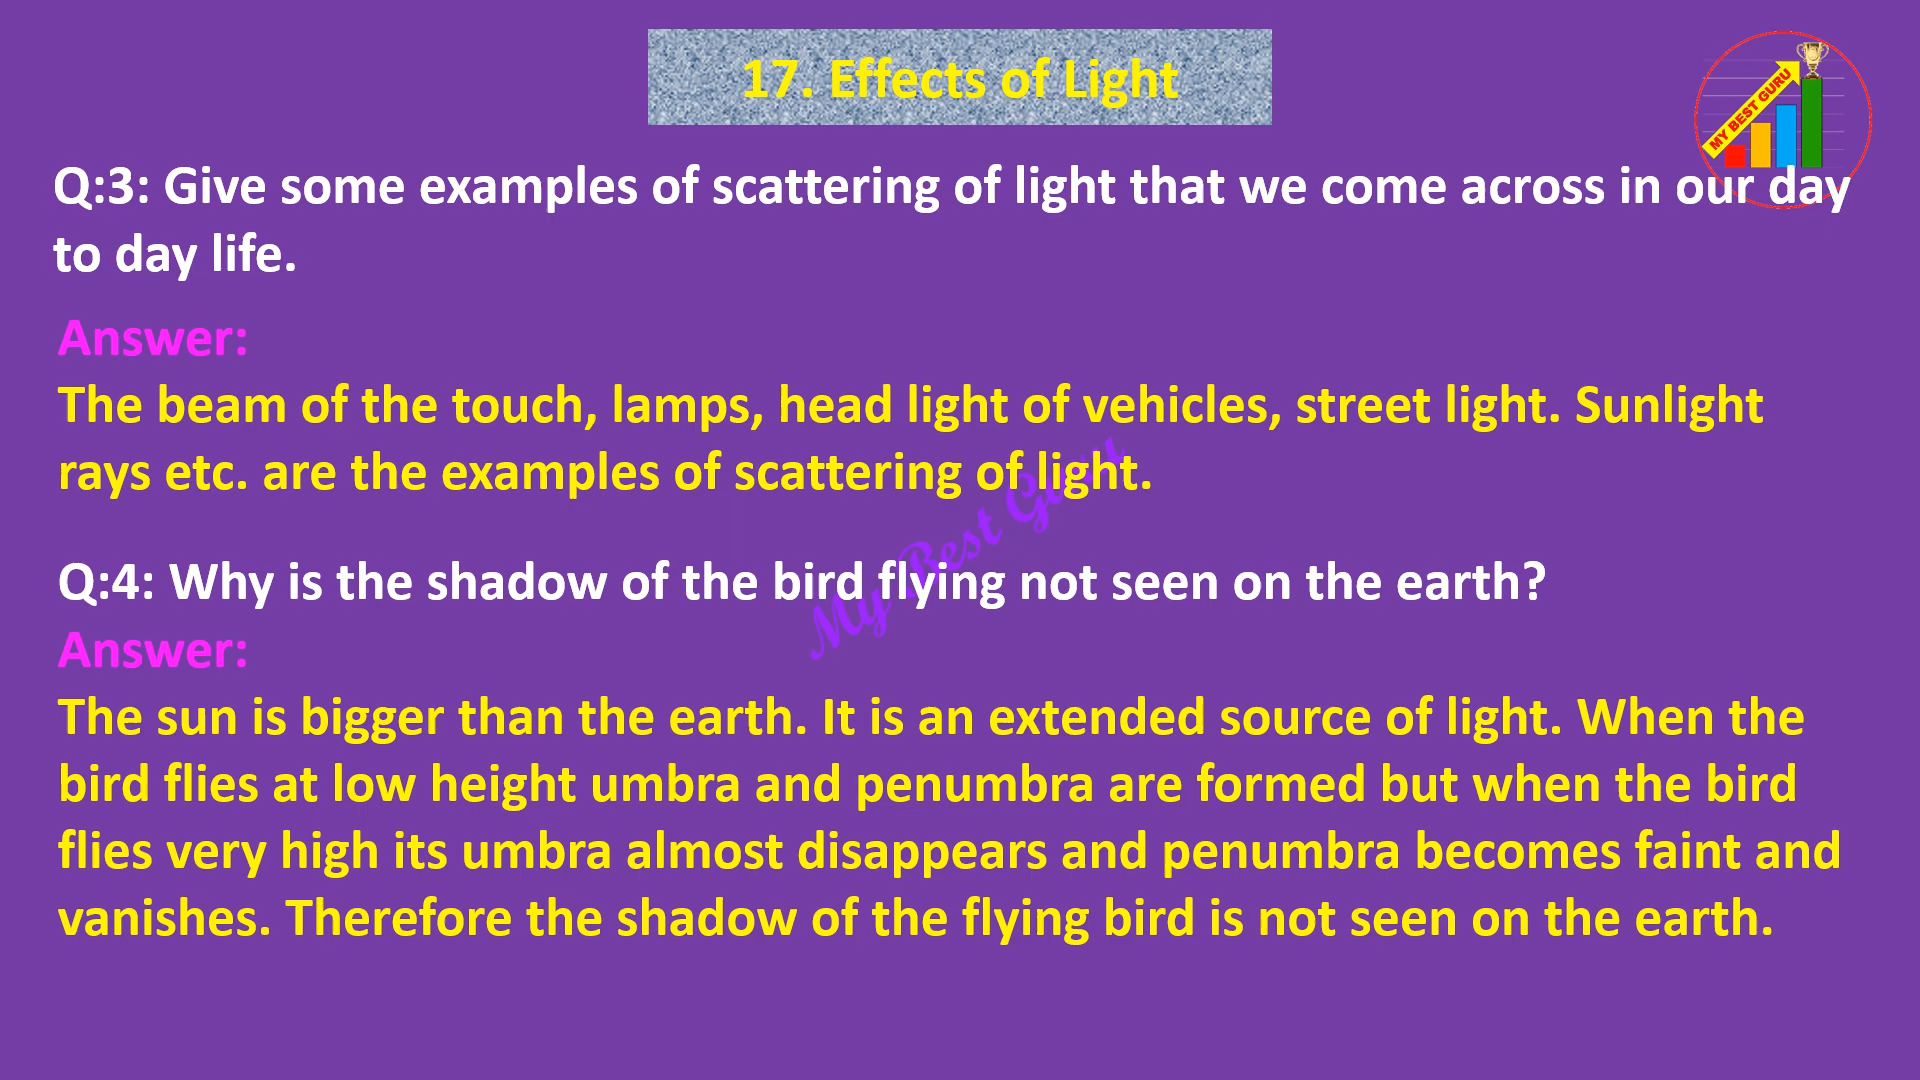 17. Effects of Light
MY BEST GURU
Q:3: Give some examples of scattering of light that we come across in our day
to day life.
Answer:
The beam of the touch, lamps, head light of vehicles, street light. Sunlight
rays etc. are the examples of scattering of light.
My Best Guru
Q:4: Why is the shadow of the bird flying not seen on the earth?
Answer:
The sun is bigger than the earth. It is an extended source of light. When the
bird flies at low height umbra and penumbra are formed but when the bird
flies very high its umbra almost disappears and penumbra becomes faint and
vanishes. Therefore the shadow of the flying bird is not seen on the earth.